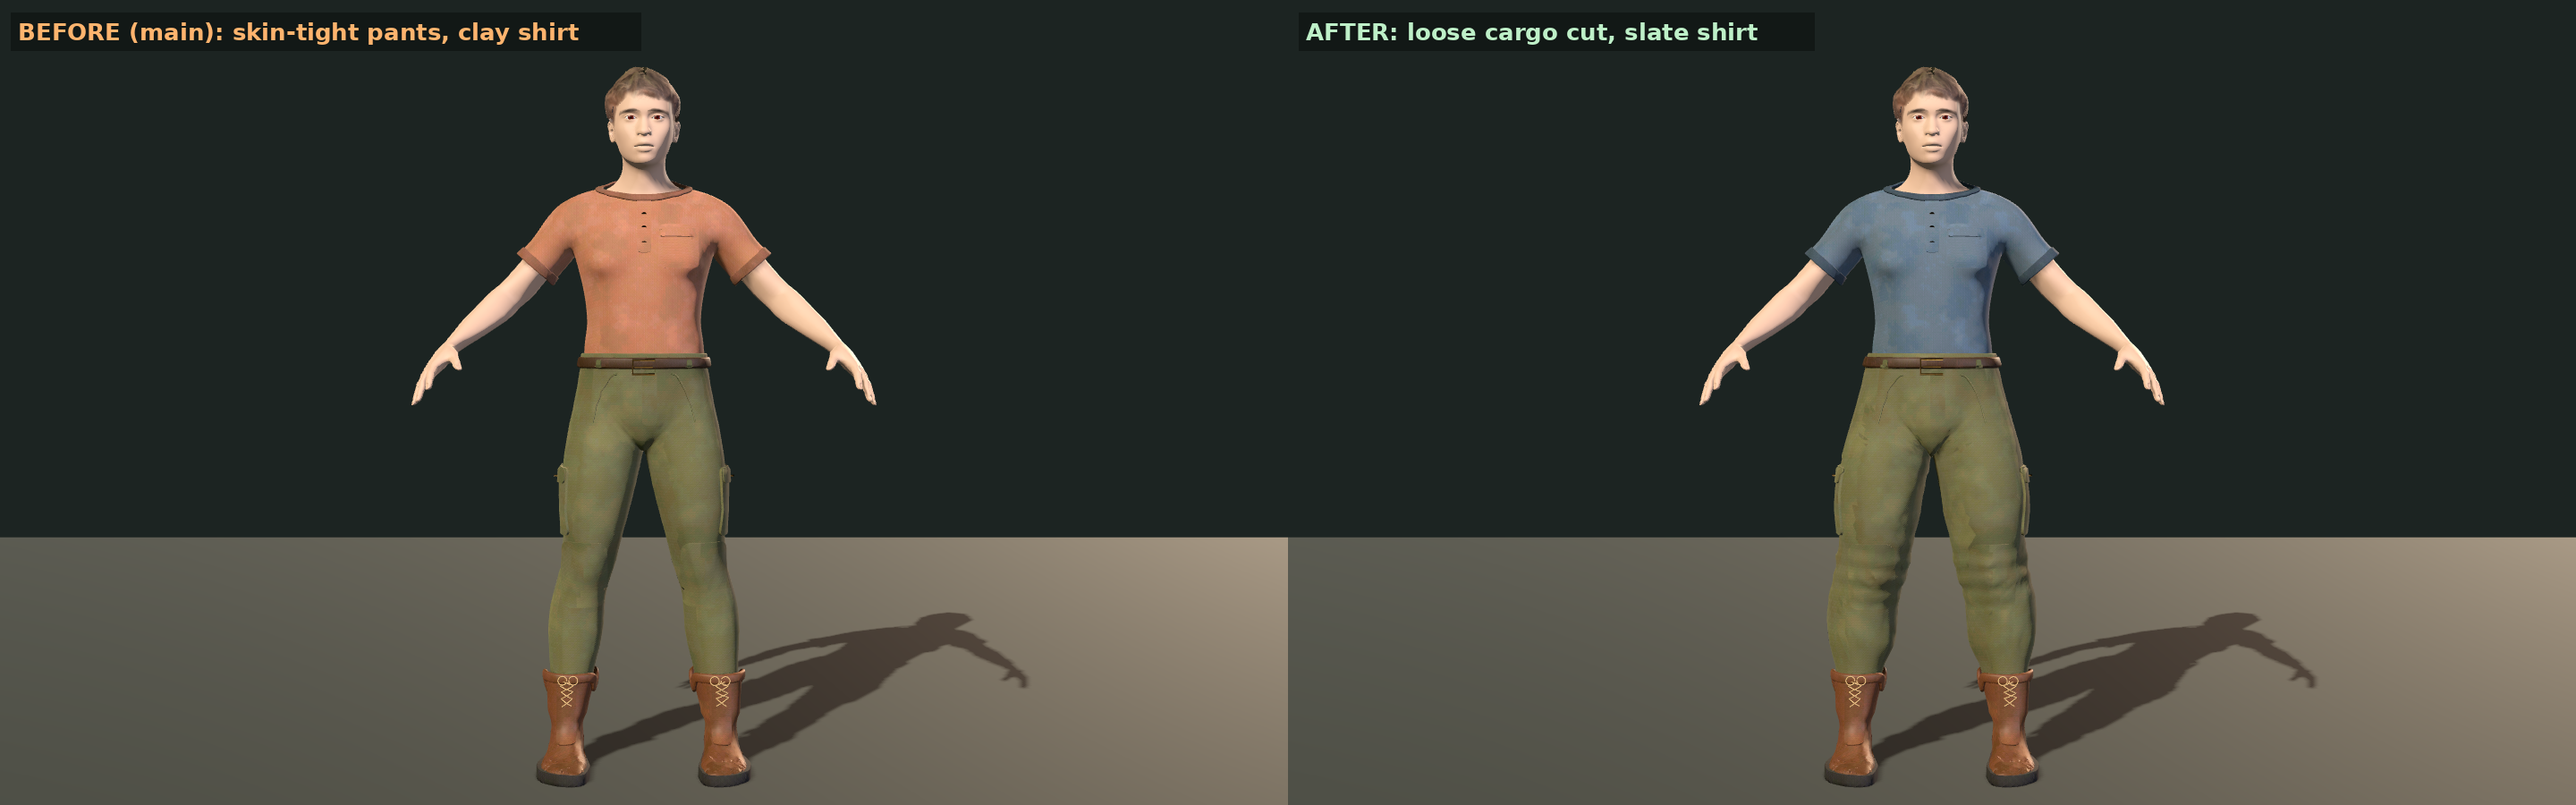 BEFORE (main): skin-tight pants, clay shirt
AFTER: loose cargo cut, slate shirt